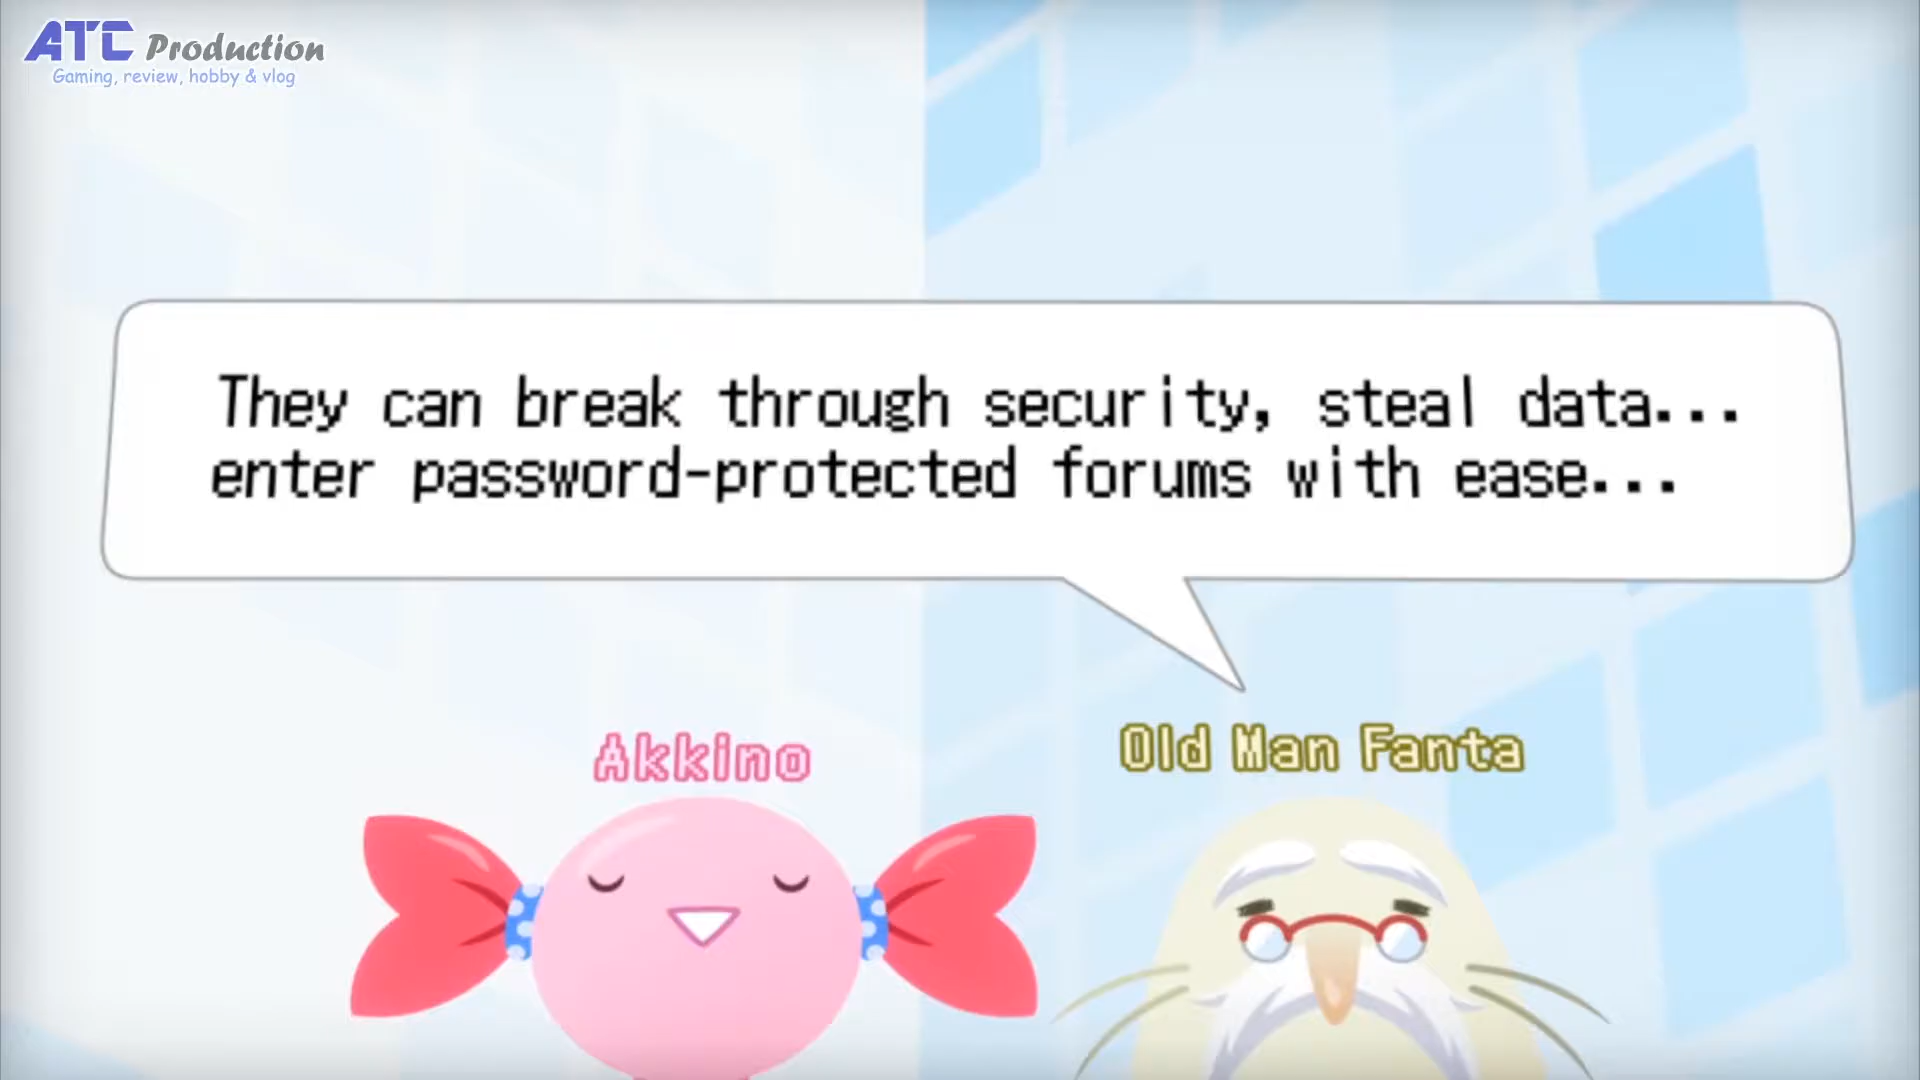 ATC Production
Gaming, review, hobby & vlog
They can break through security, steal data...
enter password-protected forums with ease...
Akkino
Old Man Fanta